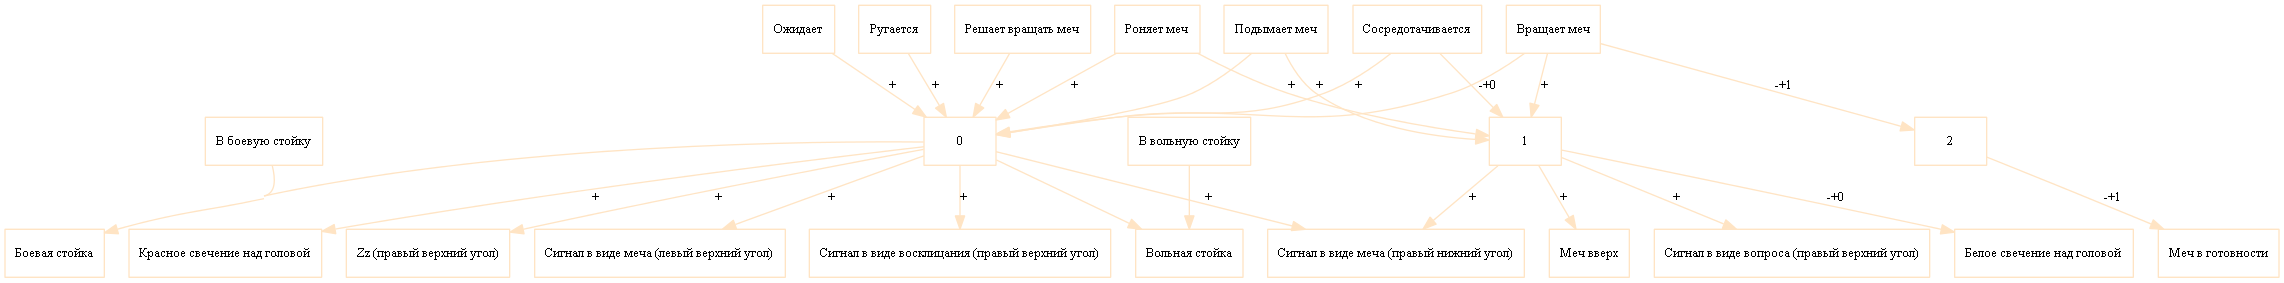 Ожидает
Ругается
Решает вращать меч
Роняет меч
Подымает меч
Сосредотачивается
Вращает меч
+
+
+
+
+
+
+
-+0
+
-+1
В боевую стойку
0
В вольную стойку
1
2
+
+
+
+
+
+
+
+
-+0
-+1
Боевая стойка
Красное свечение над головой
Zz (правый верхний угол)
Сигнал в виде меча (левый верхний угол)
Сигнал в виде восклицания (правый верхний угол)
Вольная стойка
Сигнал в виде меча (правый нижний угол)
Меч вверх
Сигнал в виде вопроса (правый верхний угол)
Белое свечение над головой
Меч в готовности